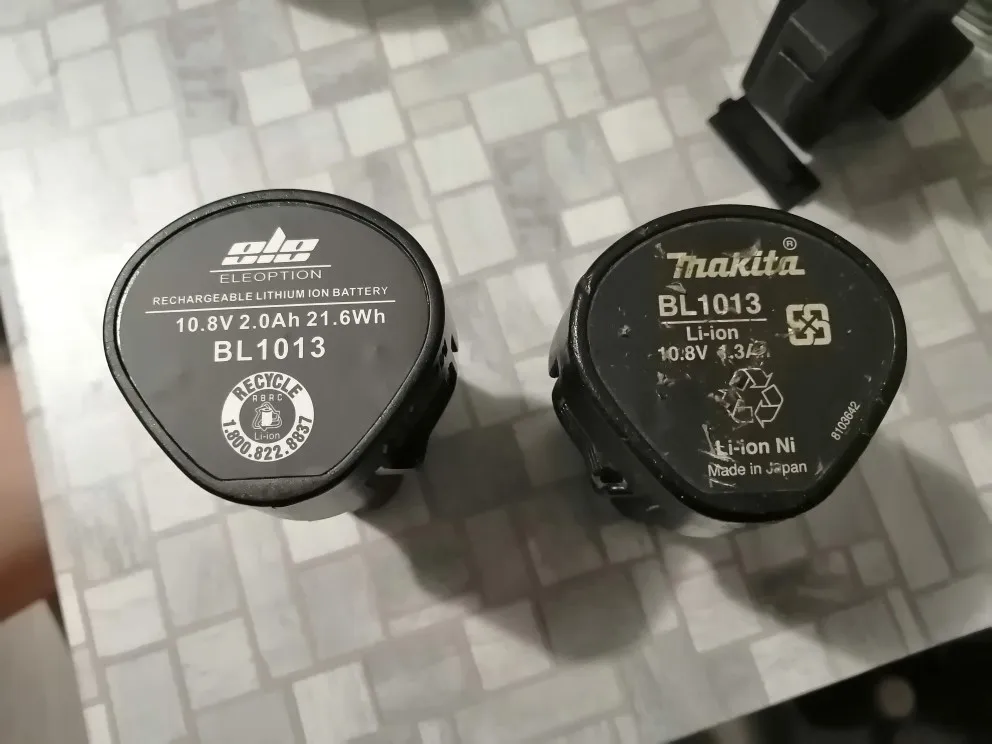 ele
ELEOPTION
RECHARGEABLE LITHIUM ION BATTERY
10.8V 2.0Ah 21.6Wh
BL1013
RECYCLE
RBRC
Li-ion
1.800.822.8837
makita®
BL1013
Li-ion
10.8V
Li-ion Ni
Made in Japan
8103642